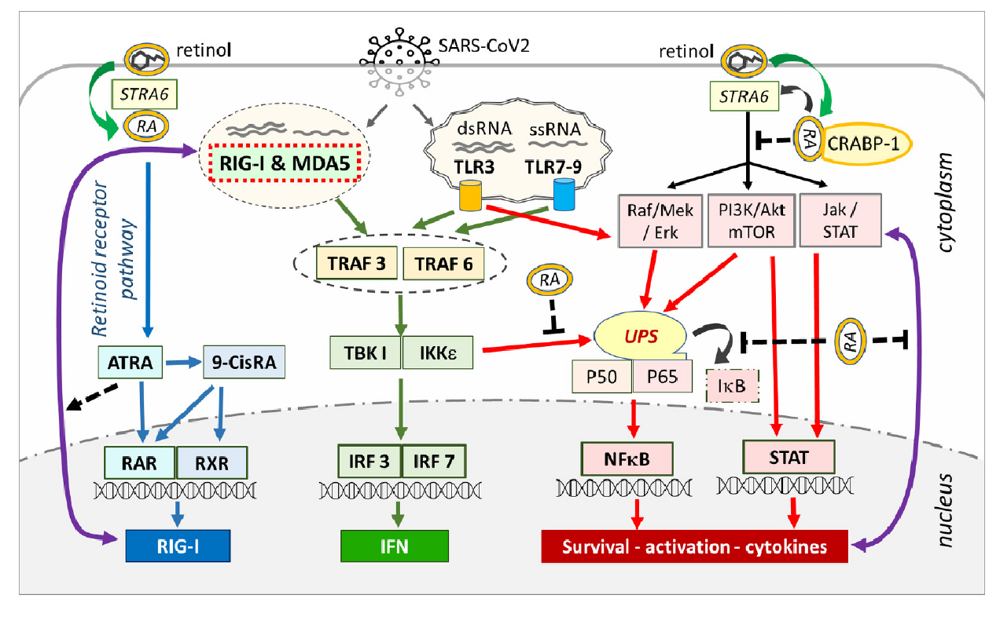 retinol
SARS-CoV2
retinol
STRA6
RA
STRA6
RA
CRABP-1
dsRNA ssRNA
TLR3 TLR7-9
RIG-I & MDA5
cytoplasm
Raf/Mek
/ Erk
PI3K/Akt
mTOR
Jak /
STAT
Retinoid receptor
pathway
TRAF 3 TRAF 6
RA
UPS
RA
TBK I IKKε
ATRA 9-CisRA
P50 P65
IκB
RAR RXR
IRF 3 IRF 7
NFκB
STAT
nucleus
RIG-I
IFN
Survival - activation - cytokines